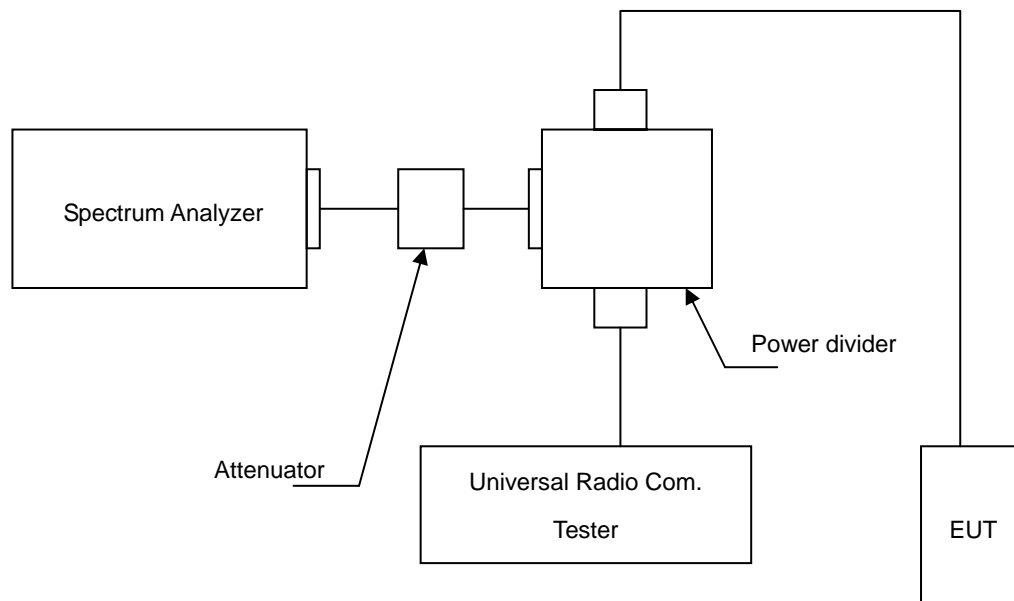 Spectrum Analyzer
Power divider
Attenuator
Universal Radio Com.
Tester
EUT